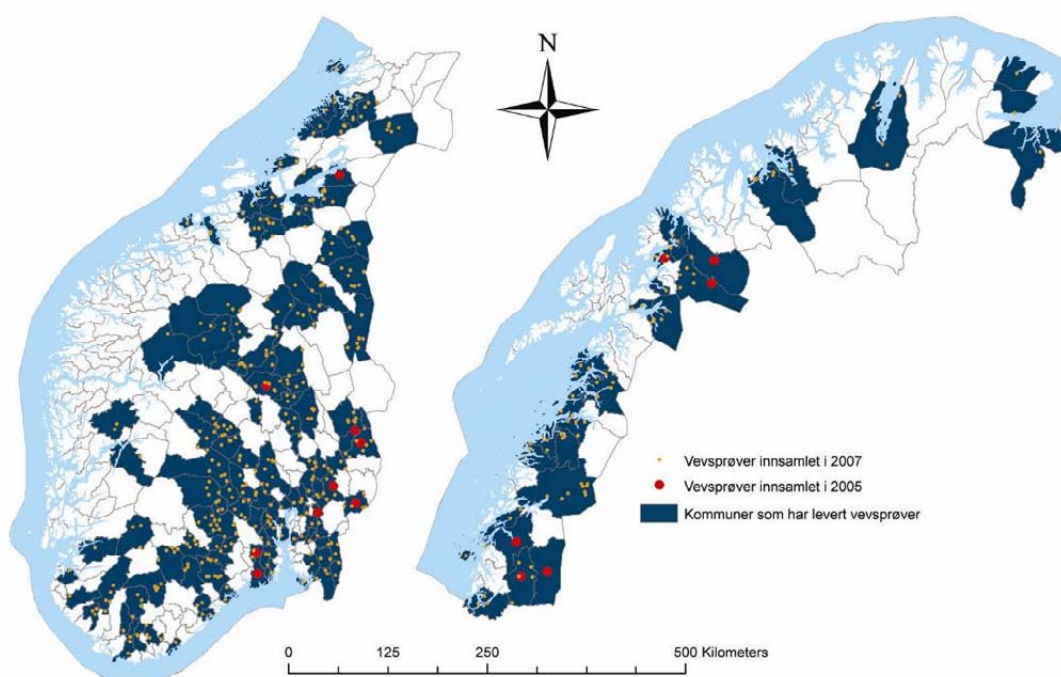 N
Vevsprøver innsamlet i 2007
Vevsprøver innsamlet i 2005
Kommuner som har levert vevsprøver
0 125 250 500 Kilometers